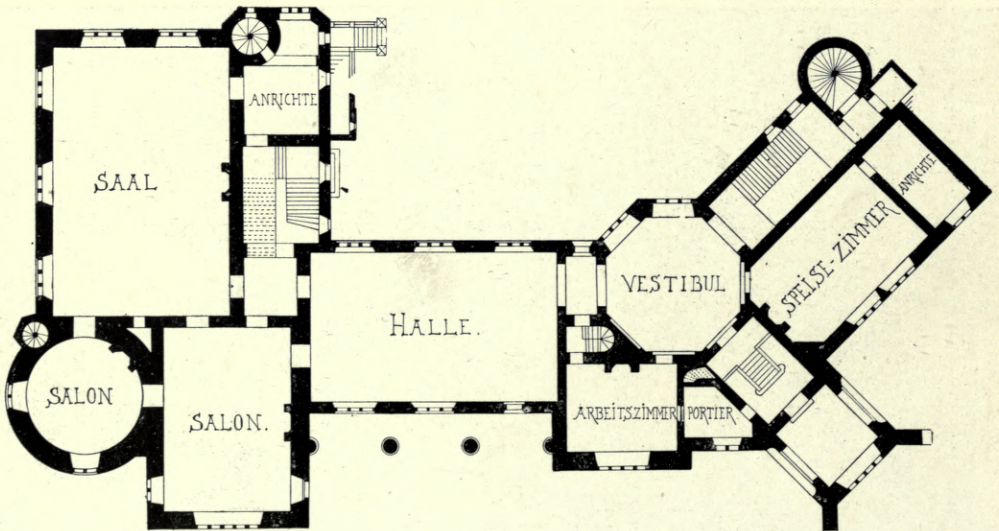 ANRICHTE
SAAL
ANRICHTE
SPEISE-ZIMMER
VESTIBUL
HALLE.
SALON
SALON.
ARBEITSZIMMER
PORTIER